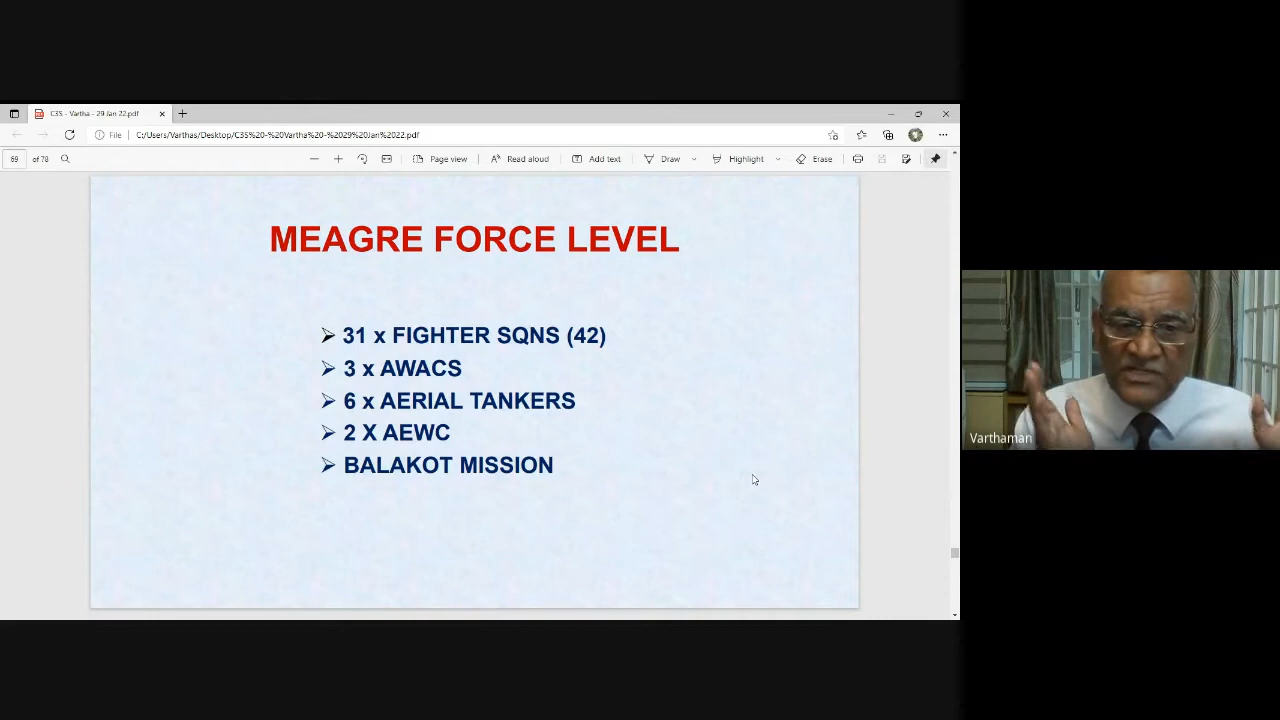 C3S - Vartha - 29 Jan 22.pdf
File C:/Users/Varthas/Desktop/C3S%20-%20Vartha%20-%2029%20Jan%2022.pdf
69 of 78 Page view Read aloud Add text Draw Highlight Erase
MEAGRE FORCE LEVEL
31 x FIGHTER SQNS (42)
3 x AWACS
6 x AERIAL TANKERS
2 X AEWC
BALAKOT MISSION
Varthaman